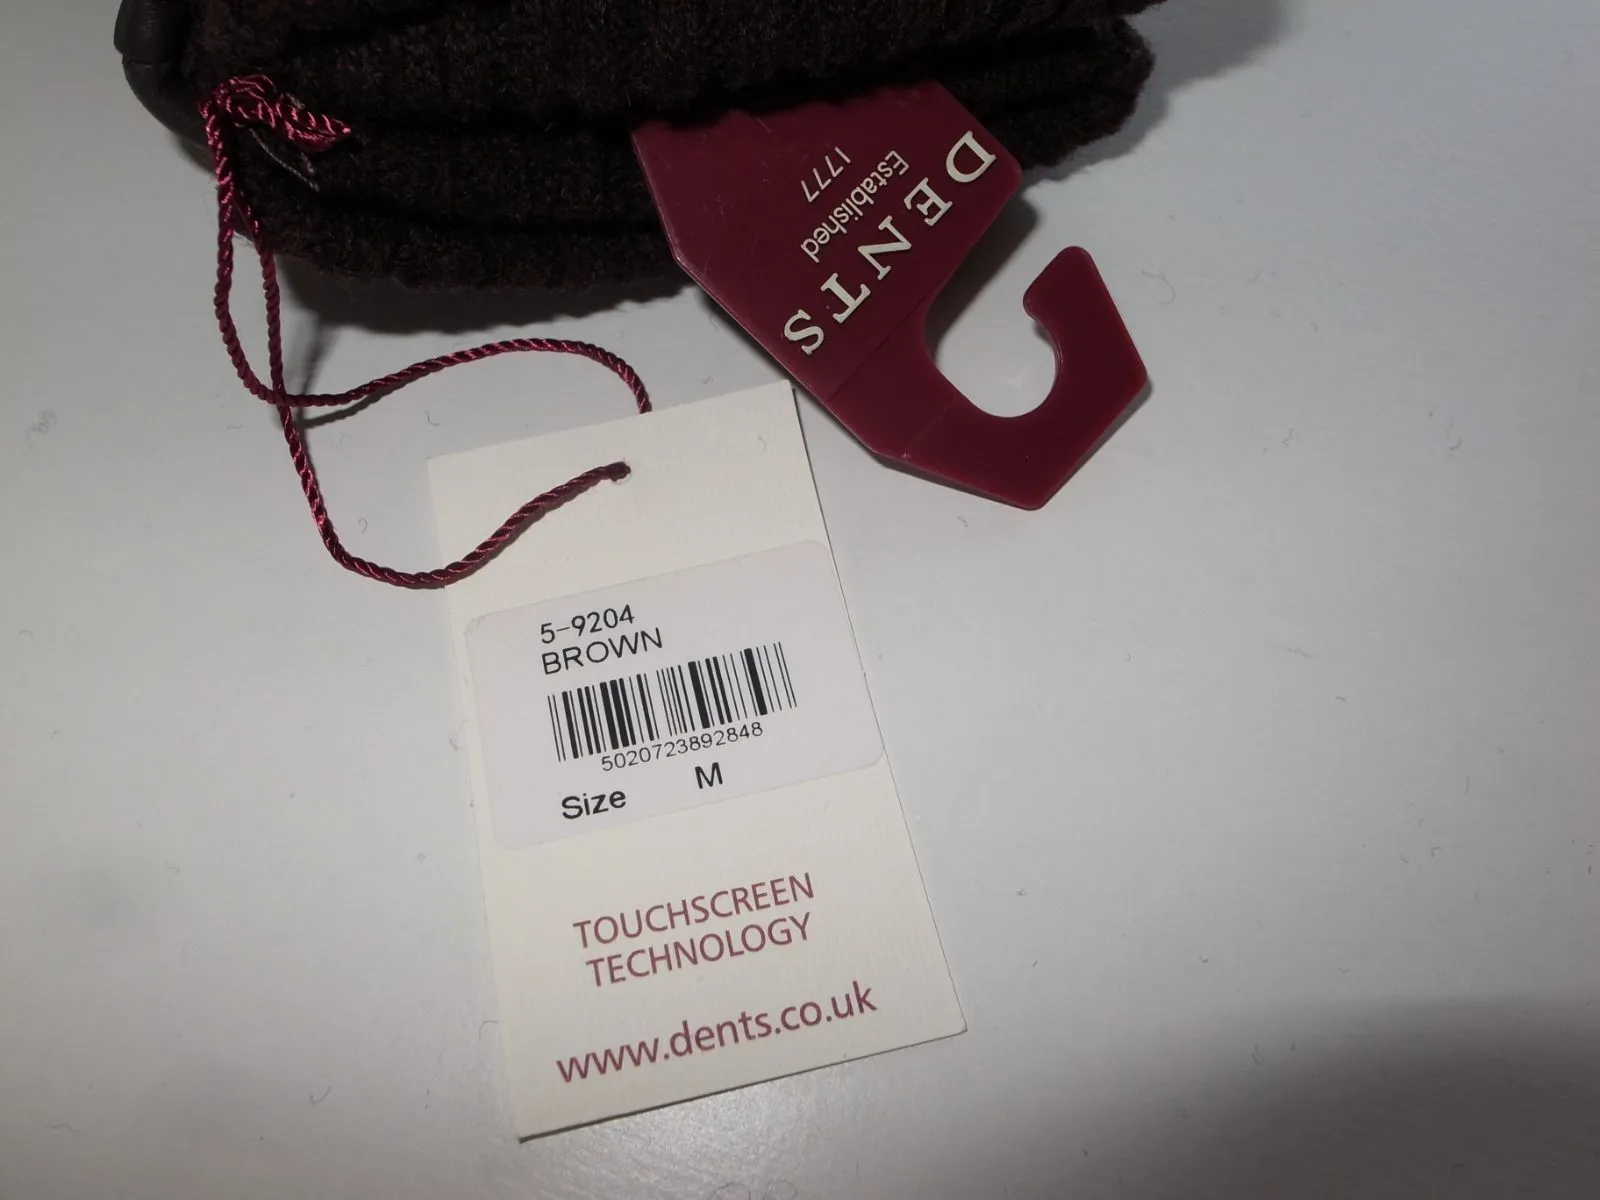 DENTS
Established
1777
5-9204
BROWN
5020723892848
Size M
TOUCHSCREEN
TECHNOLOGY
www.dents.co.uk